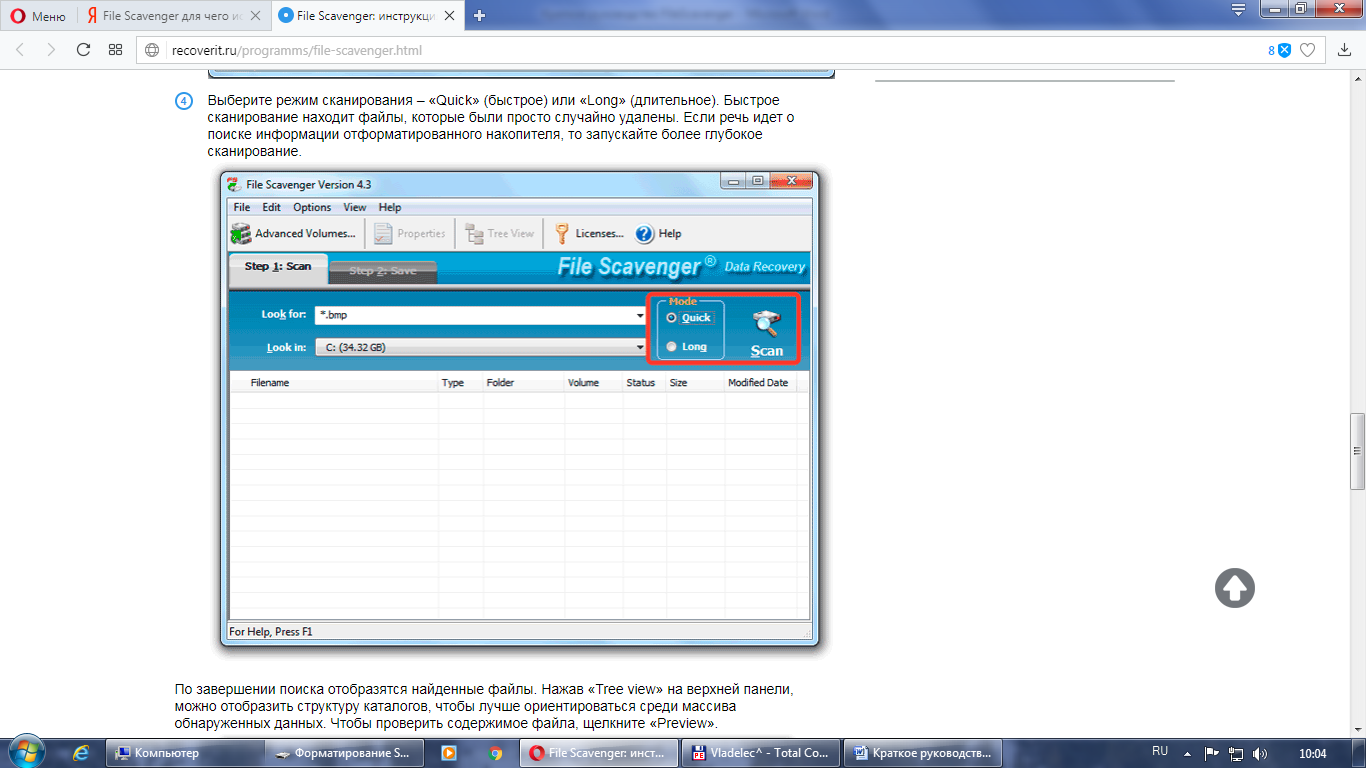 Меню
File Scavenger для чего ис
File Scavenger: инструкци
recoverit.ru/programms/file-scavenger.html
8
4
Выберите режим сканирования – «Quick» (быстрое) или «Long» (длительное). Быстрое
сканирование находит файлы, которые были просто случайно удалены. Если речь идет о
поиске информации отформатированного накопителя, то запускайте более глубокое
сканирование.
File Scavenger Version 4.3
File Edit Options View Help
Advanced Volumes... Properties Tree View Licenses... Help
Step 1: Scan Step 2: Save File Scavenger ® Data Recovery
Mode
Look for: *.bmp Quick
Look in: C: (34.32 GB) Long Scan
Filename Type Folder Volume Status Size Modified Date
For Help, Press F1
По завершении поиска отобразятся найденные файлы. Нажав «Tree view» на верхней панели,
можно отобразить структуру каталогов, чтобы лучше ориентироваться среди массива
обнаруженных данных. Чтобы проверить содержимое файла, щелкните «Preview».
Компьютер Форматирование S... File Scavenger: инст... Vladelec^ - Total Co... Краткое руководств... RU 10:04